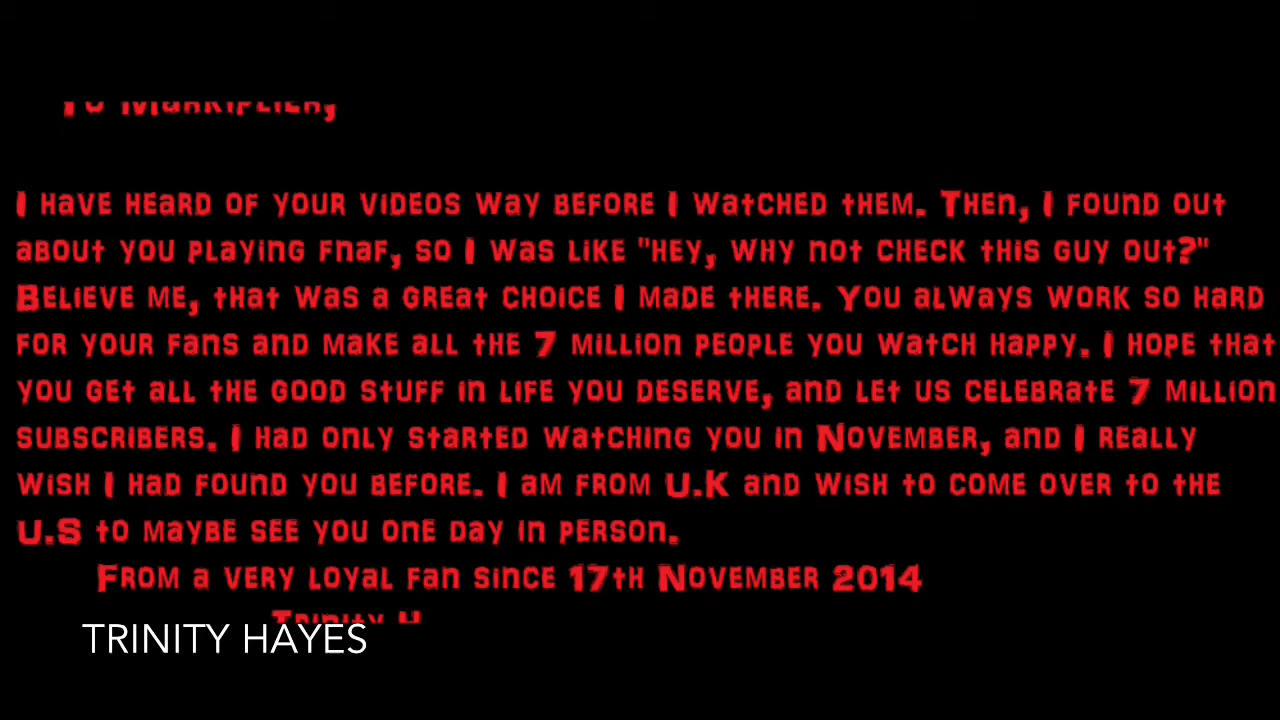 To Markiplier,
I have heard of your videos way before I watched them. Then, I found out
about you playing fnaf, so I was like "hey, why not check this guy out?"
Believe me, that was a great choice I made there. You always work so hard
for your fans and make all the 7 million people you watch happy. I hope that
you get all the good stuff in life you deserve, and let us celebrate 7 million
subscribers. I had only started watching you in November, and I really
wish I had found you before. I am from U.K and wish to come over to the
U.S to maybe see you one day in person.
From a very loyal fan since 17th November 2014
Trinity H
TRINITY HAYES